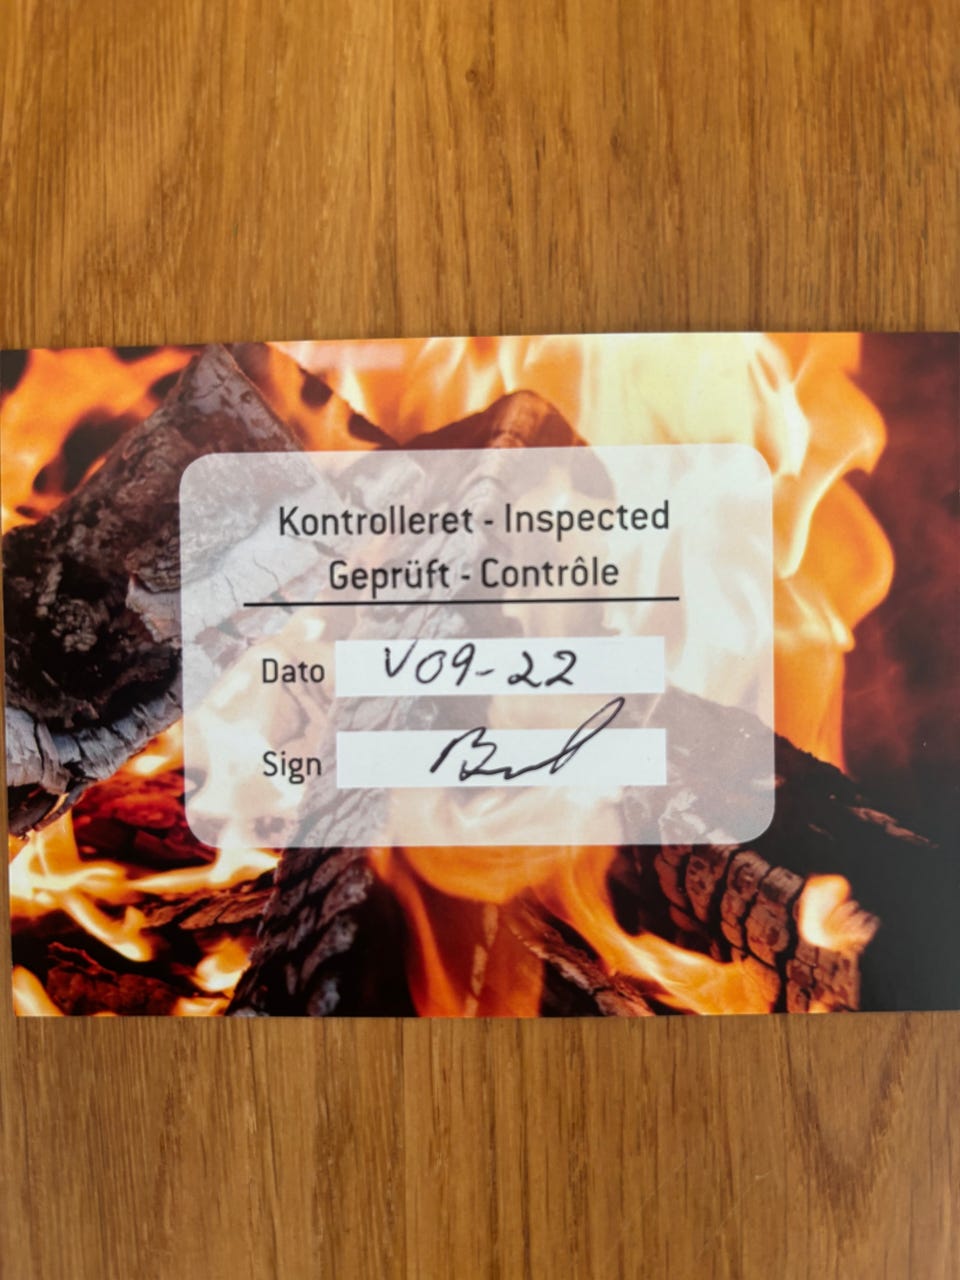 Kontrolleret - Inspected
Geprüft - Contrôle
Dato V09-22
Sign